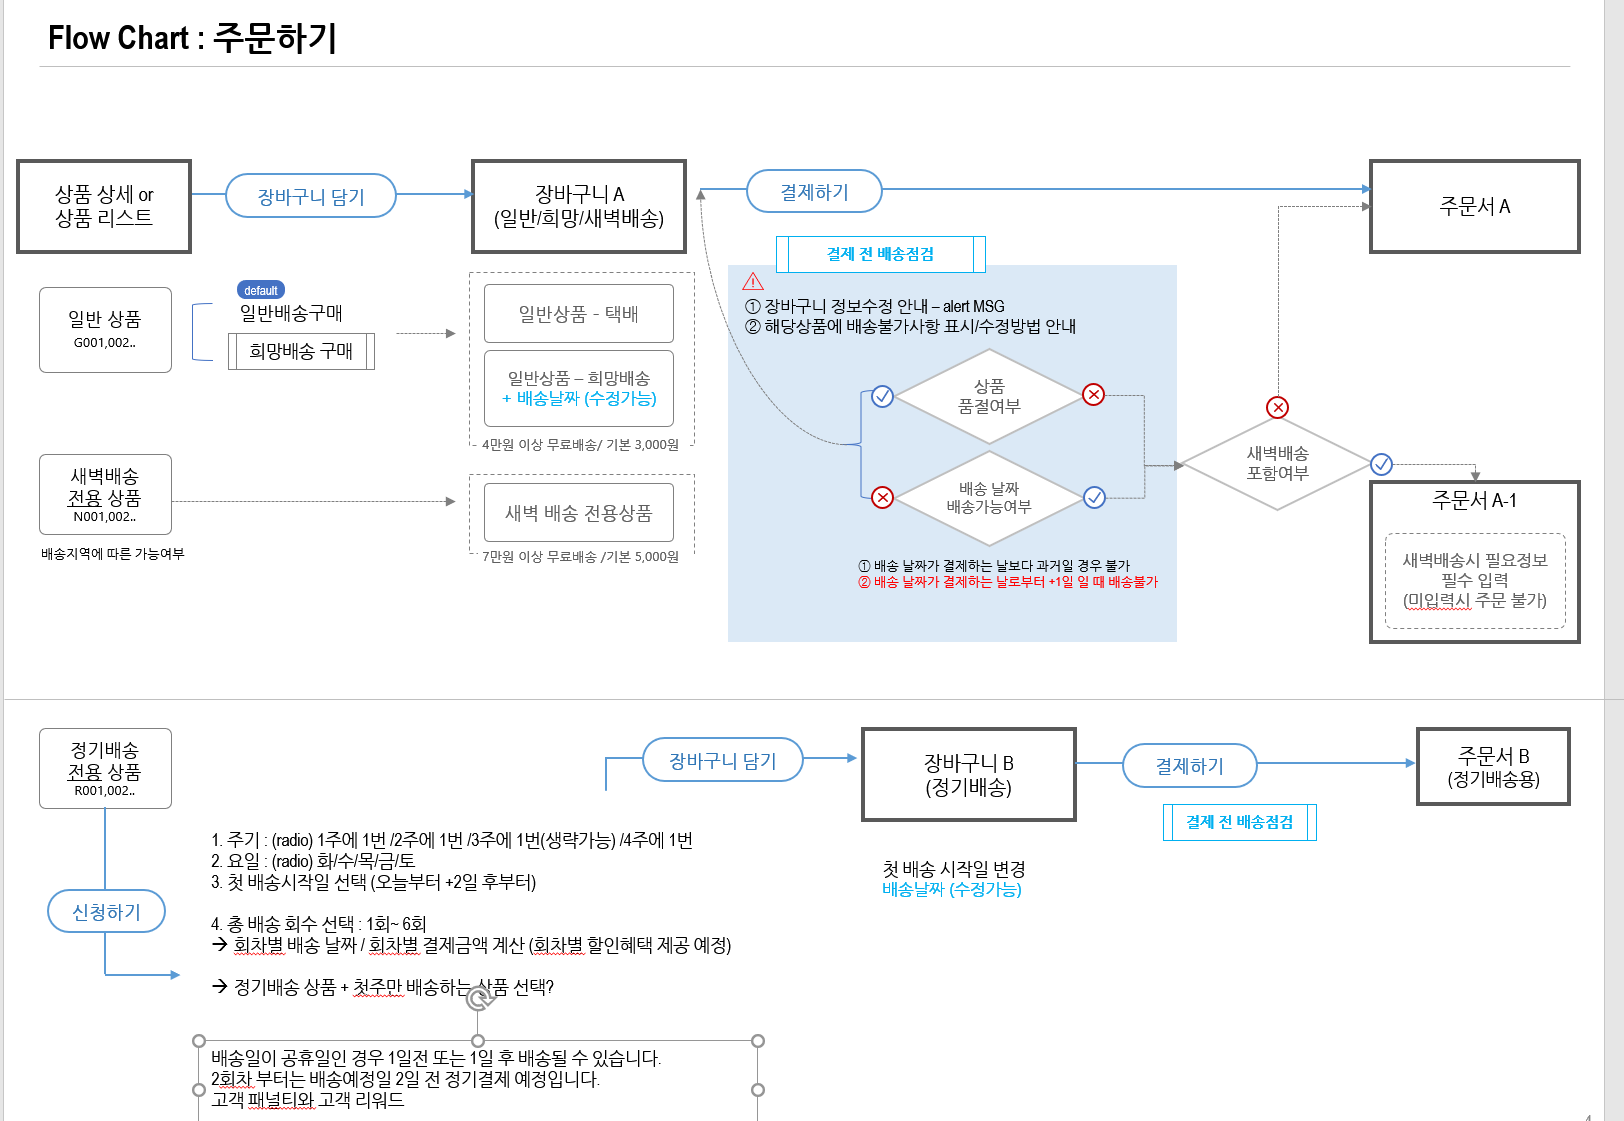 Flow Chart : 주문하기
상품 상세 or
상품 리스트
장바구니 담기
장바구니 A
(일반/희망/새벽배송)
결제하기
주문서 A
일반 상품
G001,002..
default
일반배송구매
희망배송 구매
일반상품 - 택배
일반상품 – 희망배송
+ 배송날짜 (수정가능)
4만원 이상 무료배송/ 기본 3,000원
새벽배송
전용 상품
N001,002..
배송지역에 따른 가능여부
새벽 배송 전용상품
7만원 이상 무료배송 /기본 5,000원
결제 전 배송점검
① 장바구니 정보수정 안내 – alert MSG
② 해당상품에 배송불가사항 표시/수정방법 안내
상품
품절여부
배송 날짜
배송가능여부
① 배송 날짜가 결제하는 날보다 과거일 경우 불가
② 배송 날짜가 결제하는 날로부터 +1일 일 때 배송불가
새벽배송
포함여부
주문서 A-1
새벽배송시 필요정보
필수 입력
(미입력시 주문 불가)
정기배송
전용 상품
R001,002..
신청하기
장바구니 담기
장바구니 B
(정기배송)
결제하기
주문서 B
(정기배송용)
결제 전 배송점검
첫 배송 시작일 변경
배송날짜 (수정가능)
1. 주기 : (radio) 1주에 1번 /2주에 1번 /3주에 1번(생략가능) /4주에 1번
2. 요일 : (radio) 화/수/목/금/토
3. 첫 배송시작일 선택 (오늘부터 +2일 후부터)
4. 총 배송 회수 선택 : 1회~ 6회
→ 회차별 배송 날짜 / 회차별 결제금액 계산 (회차별 할인혜택 제공 예정)
→ 정기배송 상품 + 첫주만 배송하는 상품 선택?
배송일이 공휴일인 경우 1일전 또는 1일 후 배송될 수 있습니다.
2회차 부터는 배송예정일 2일 전 정기결제 예정입니다.
고객 패널티와 고객 리워드